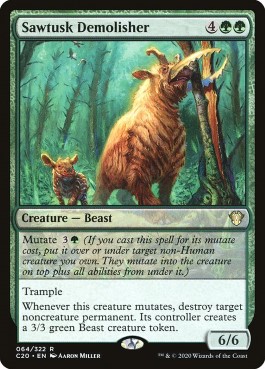 Sawtusk Demolisher 4
Creature — Beast
Mutate 3 (If you cast this spell for its mutate
cost, put it over or under target non-Human
creature you own. They mutate into the creature
on top plus all abilities from under it.)
Trample
Whenever this creature mutates, destroy target
noncreature permanent. Its controller creates
a 3/3 green Beast creature token.
6/6
064/322 R
C20 • EN AARON MILLER
™ & © 2020 Wizards of the Coast